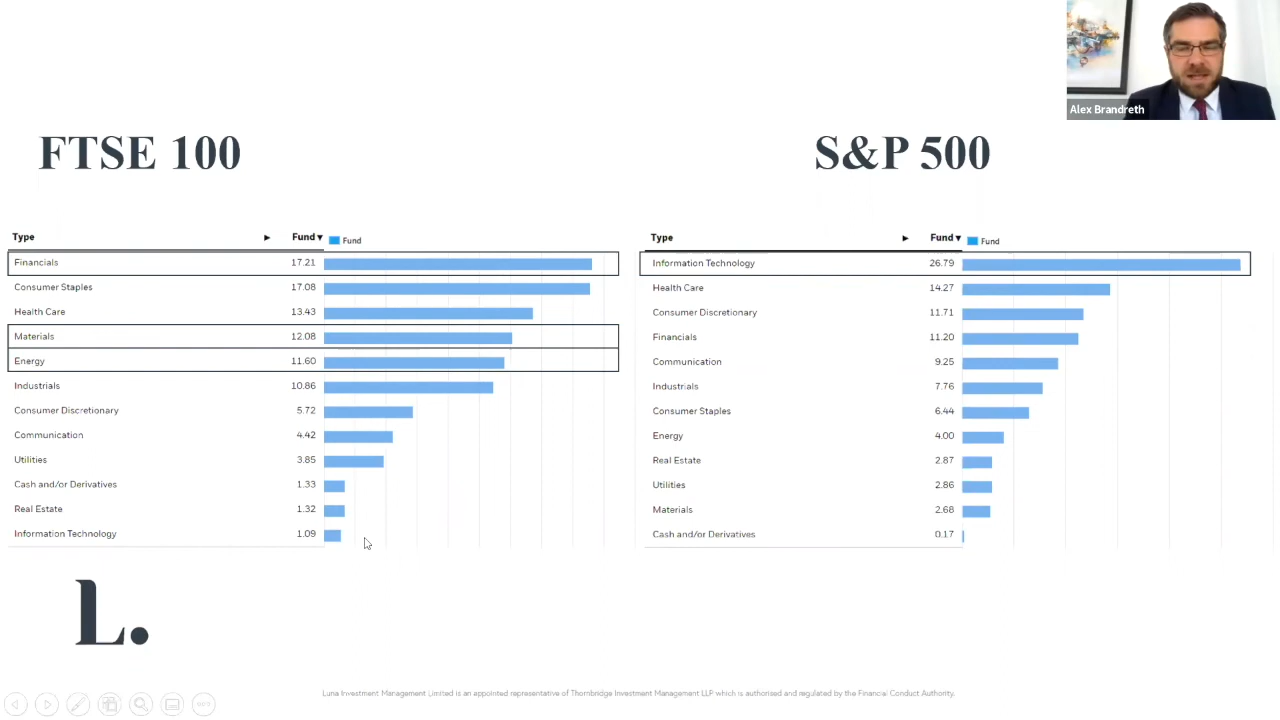 Alex Brandreth
FTSE 100
S&P 500
Type ▶ Fund ▼ Fund
Financials 17.21
Consumer Staples 17.08
Health Care 13.43
Materials 12.08
Energy 11.60
Industrials 10.86
Consumer Discretionary 5.72
Communication 4.42
Utilities 3.85
Cash and/or Derivatives 1.33
Real Estate 1.32
Information Technology 1.09
Type ▶ Fund ▼ Fund
Information Technology 26.79
Health Care 14.27
Consumer Discretionary 11.71
Financials 11.20
Communication 9.25
Industrials 7.76
Consumer Staples 6.44
Energy 4.00
Real Estate 2.87
Utilities 2.86
Materials 2.68
Cash and/or Derivatives 0.17
L.
Luna Investment Management Limited is an appointed representative of Thornbridge Investment Management LLP which is authorised and regulated by the Financial Conduct Authority.